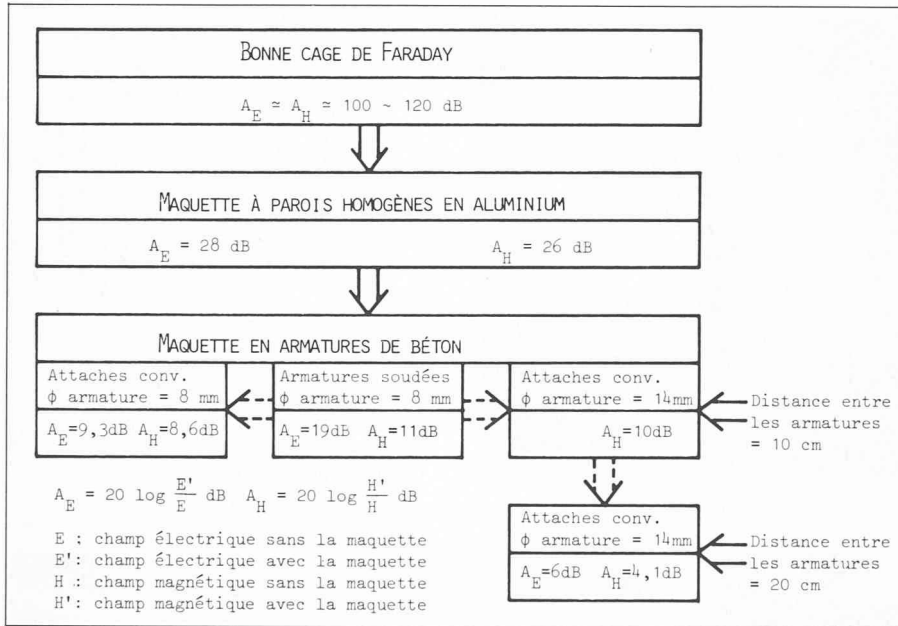 BONNE CAGE DE FARADAY
A_E ≃ A_H ≃ 100 ~ 120 dB
MAQUETTE À PAROIS HOMOGÈNES EN ALUMINIUM
A_E = 28 dB A_H = 26 dB
MAQUETTE EN ARMATURES DE BÉTON
Attaches conv.
ϕ armature = 8 mm
A_E=9,3dB A_H=8,6dB
Armatures soudées
ϕ armature = 8 mm
A_E=19dB A_H=11dB
Attaches conv.
ϕ armature = 14mm
A_H=10dB
Distance entre
les armatures
= 10 cm
A_E = 20 log E'/E dB A_H = 20 log H'/H dB
E : champ électrique sans la maquette
E': champ électrique avec la maquette
H : champ magnétique sans la maquette
H': champ magnétique avec la maquette
Attaches conv.
ϕ armature = 14mm
A_E=6dB A_H=4,1dB
Distance entre
les armatures
= 20 cm